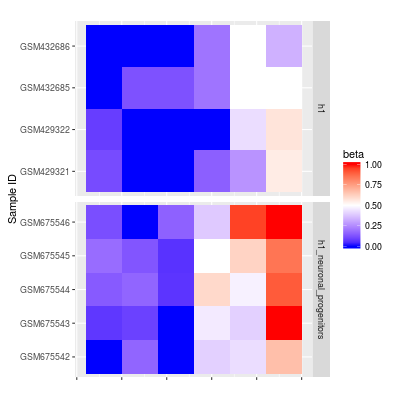 GSM432686
GSM432685
GSM429322
GSM429321
h1
GSM675546
GSM675545
GSM675544
GSM675543
GSM675542
h1_neuronal_progenitors
Sample ID
beta
1.00
0.75
0.50
0.25
0.00